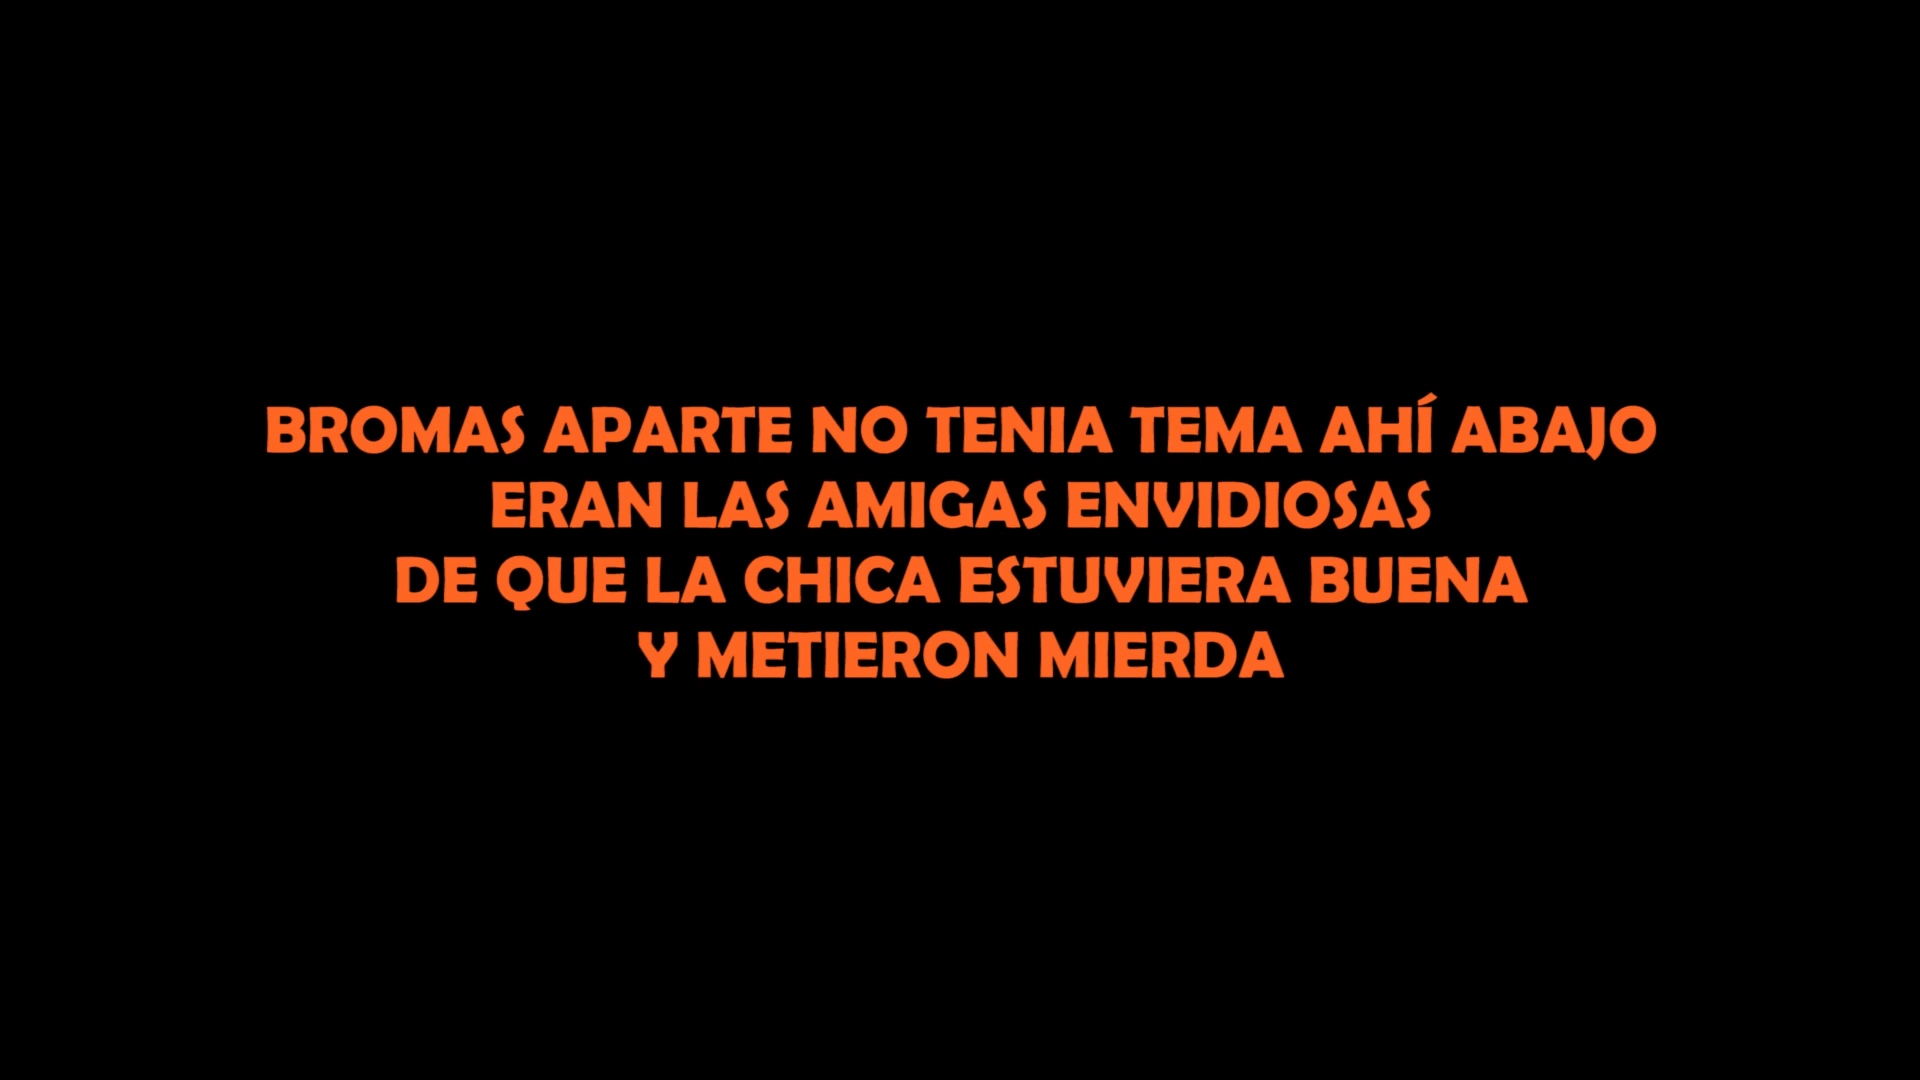 BROMAS APARTE NO TENIA TEMA AHÍ ABAJO
ERAN LAS AMIGAS ENVIDIOSAS
DE QUE LA CHICA ESTUVIERA BUENA
Y METIERON MIERDA